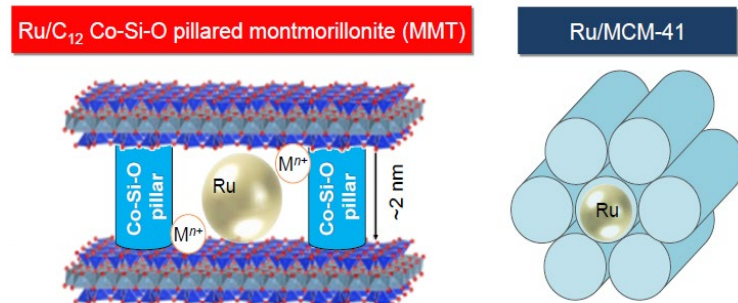 Ru/C₁₂ Co-Si-O pillared montmorillonite (MMT)
Ru/MCM-41
Co-Si-O
pillar
Ru
Mⁿ⁺
Mⁿ⁺
Co-Si-O
pillar
~2 nm
Ru